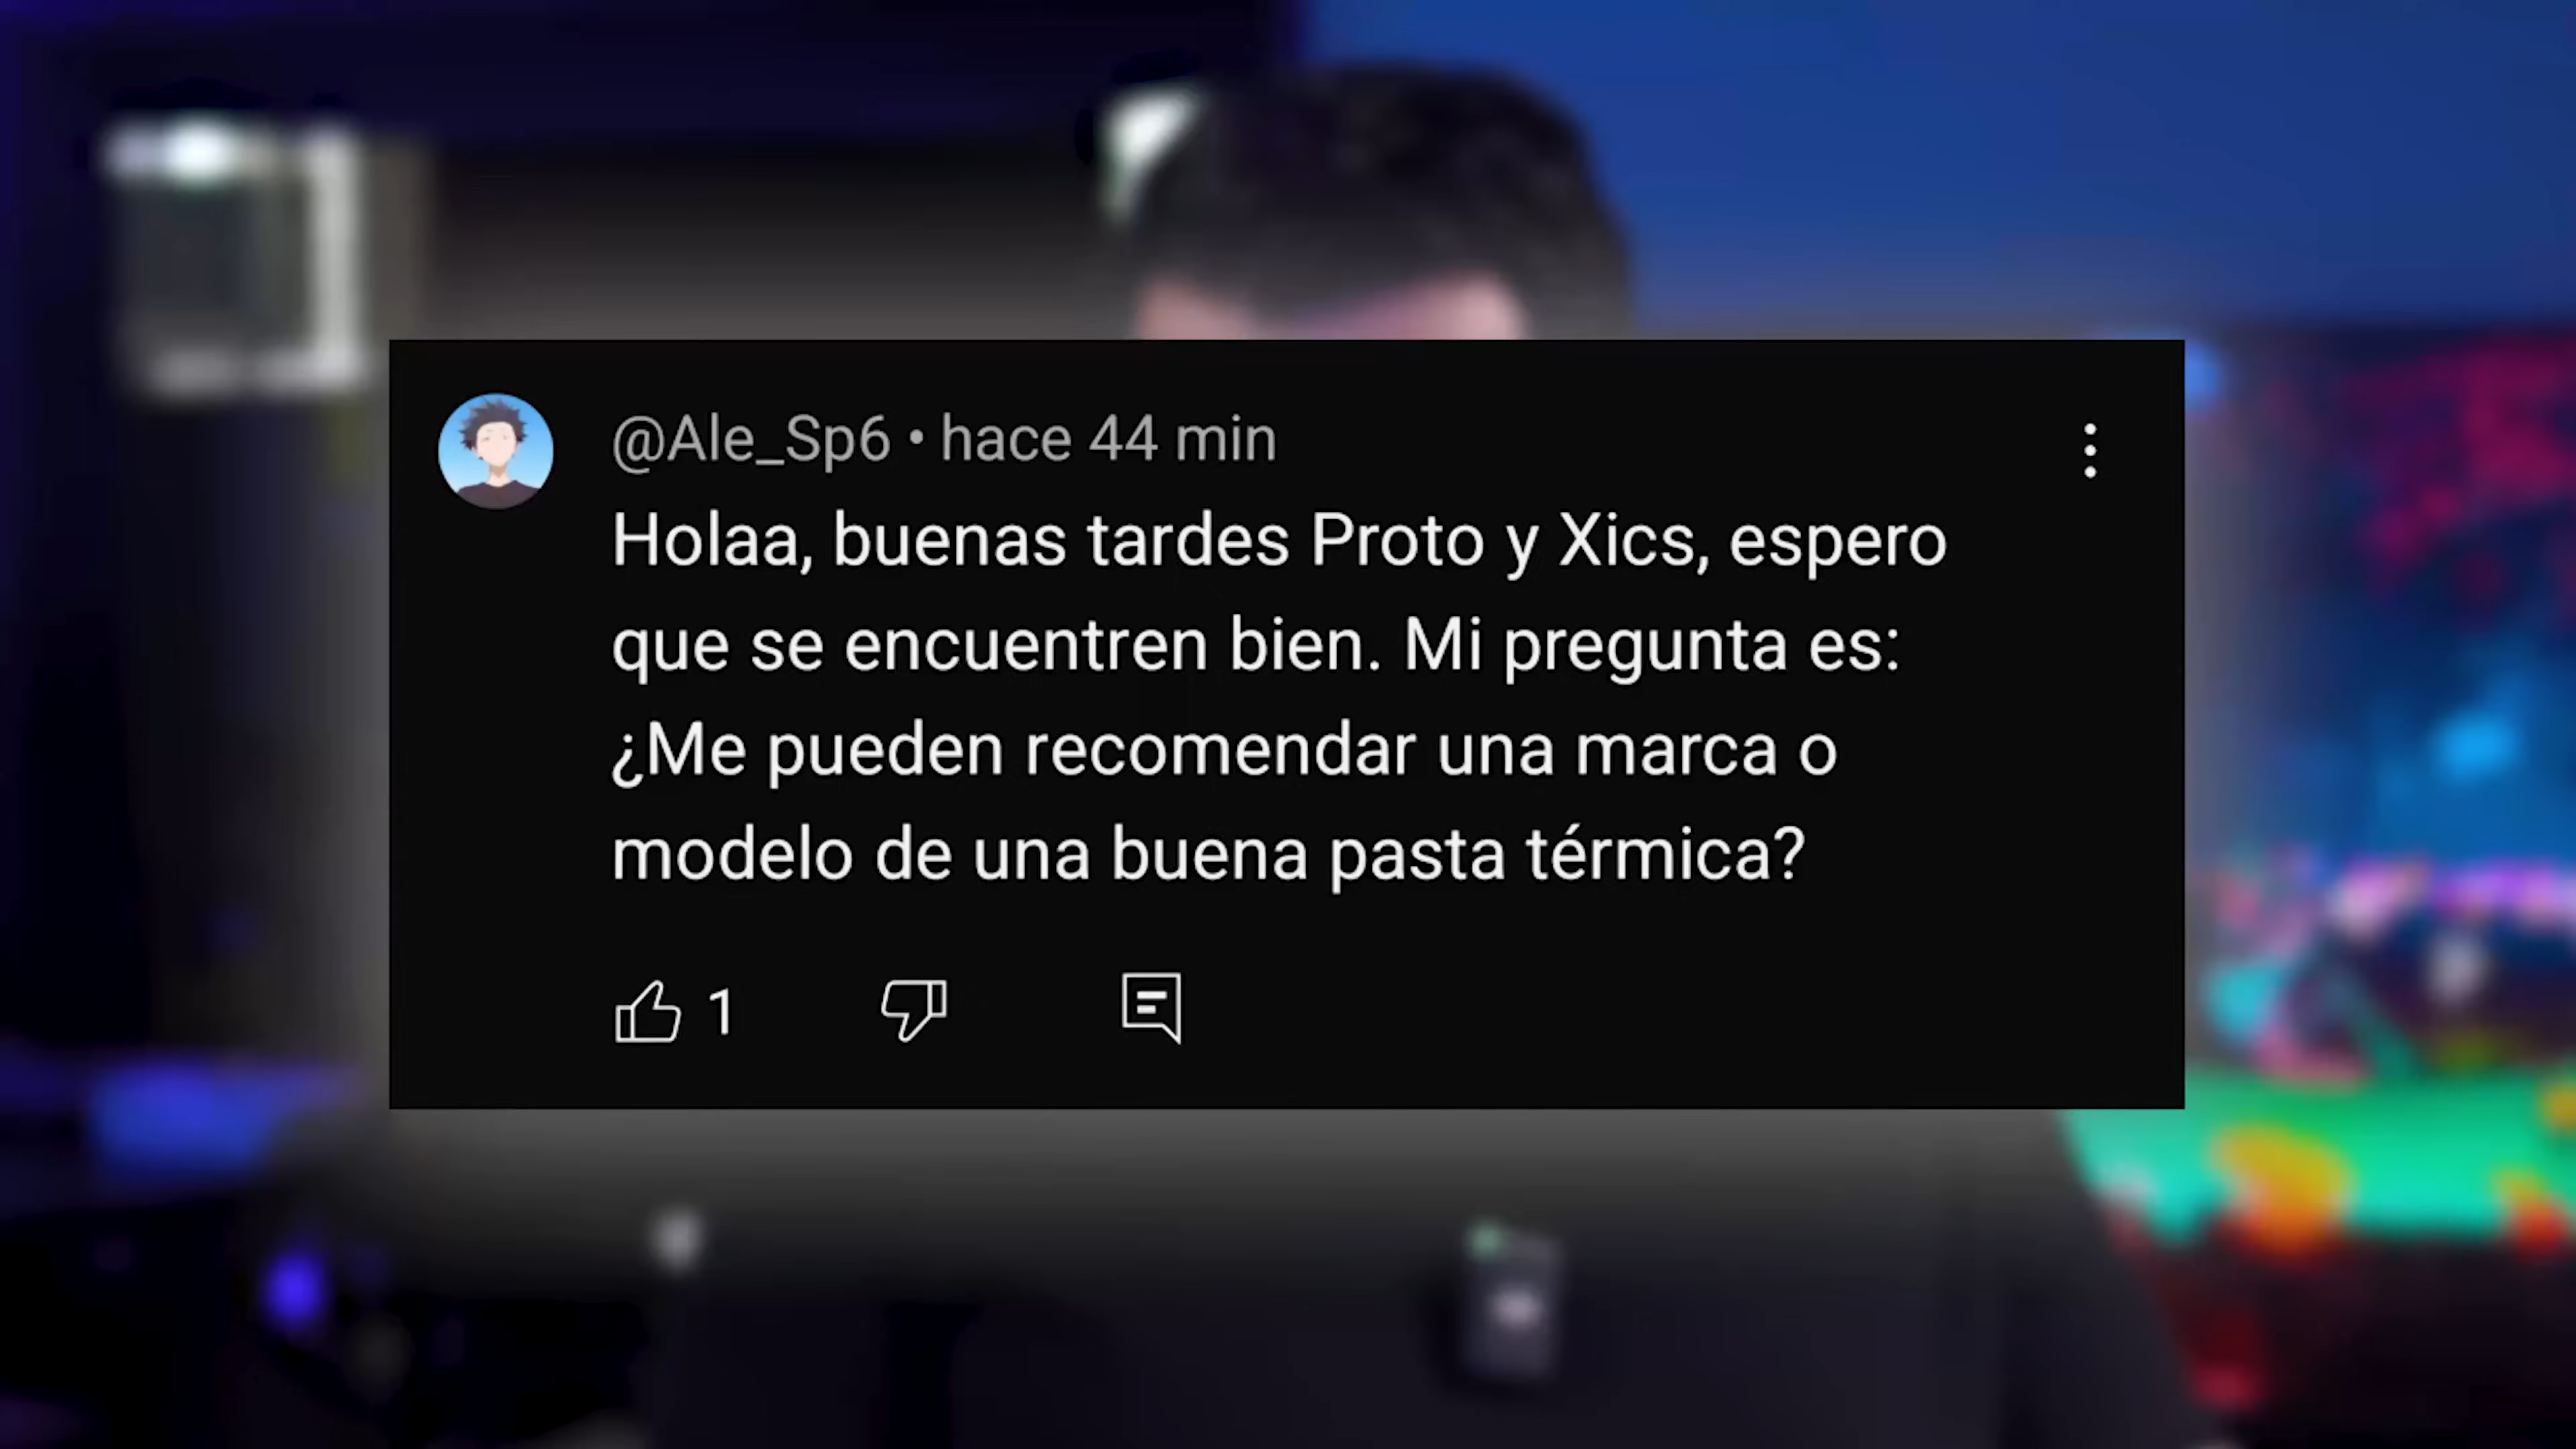 @Ale_Sp6 • hace 44 min
Holaa, buenas tardes Proto y Xics, espero
que se encuentren bien. Mi pregunta es:
¿Me pueden recomendar una marca o
modelo de una buena pasta térmica?
1